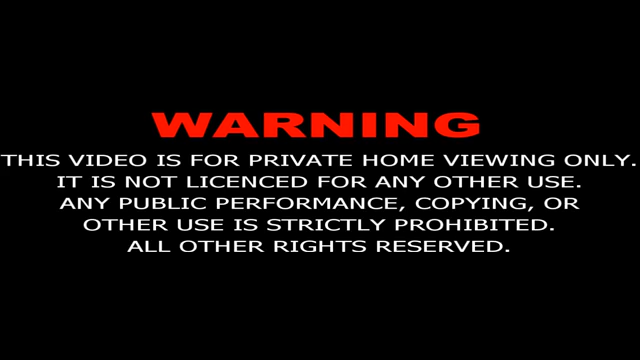 WARNING
THIS VIDEO IS FOR PRIVATE HOME VIEWING ONLY.
IT IS NOT LICENCED FOR ANY OTHER USE.
ANY PUBLIC PERFORMANCE, COPYING, OR
OTHER USE IS STRICTLY PROHIBITED.
ALL OTHER RIGHTS RESERVED.